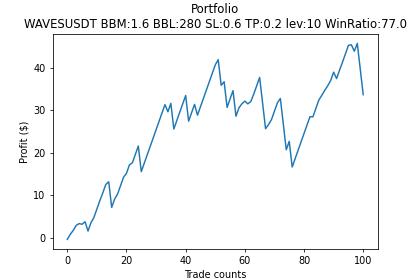 Portfolio
WAVESUSDT BBM:1.6 BBL:280 SL:0.6 TP:0.2 lev:10 WinRatio:77.0
Profit ($)
40
30
20
10
0
0 20 40 60 80 100
Trade counts